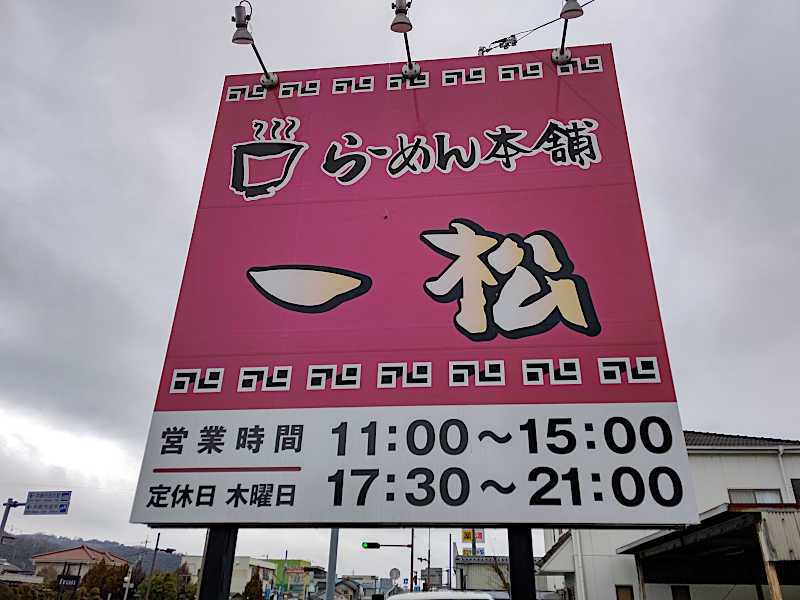 らーめん本舗
一松
営業時間 11:00～15:00
定休日 木曜日 17:30～21:00